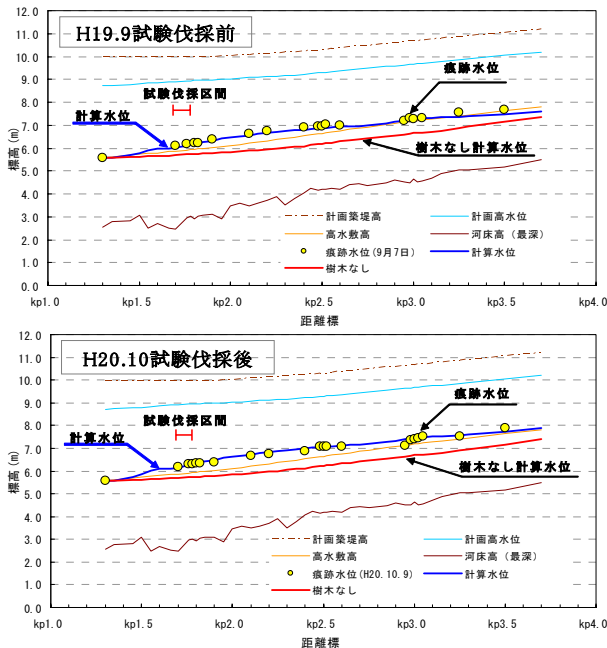 H19.9試験伐採前
12.0
11.0
10.0
9.0
8.0
7.0
6.0
5.0
4.0
3.0
2.0
1.0
0.0
標高(m)
痕跡水位
試験伐採区間
計算水位
樹木なし計算水位
計画築堤高
計画高水位
高水敷高
河床高(最深)
痕跡水位(9月7日)
計算水位
樹木なし
kp1.0
kp1.5
kp2.0
kp2.5
kp3.0
kp3.5
kp4.0
距離標
H20.10試験伐採後
12.0
11.0
10.0
9.0
8.0
7.0
6.0
5.0
4.0
3.0
2.0
1.0
0.0
標高(m)
痕跡水位
試験伐採区間
計算水位
樹木なし計算水位
計画築堤高
計画高水位
高水敷高
河床高(最深)
痕跡水位(H20.10.9)
計算水位
樹木なし
kp1.0
kp1.5
kp2.0
kp2.5
kp3.0
kp3.5
kp4.0
距離標